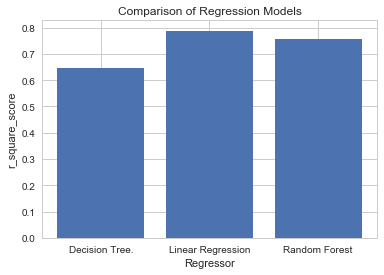 Comparison of Regression Models
r_square_score
0.8
0.7
0.6
0.5
0.4
0.3
0.2
0.1
0.0
Decision Tree.
Linear Regression
Random Forest
Regressor